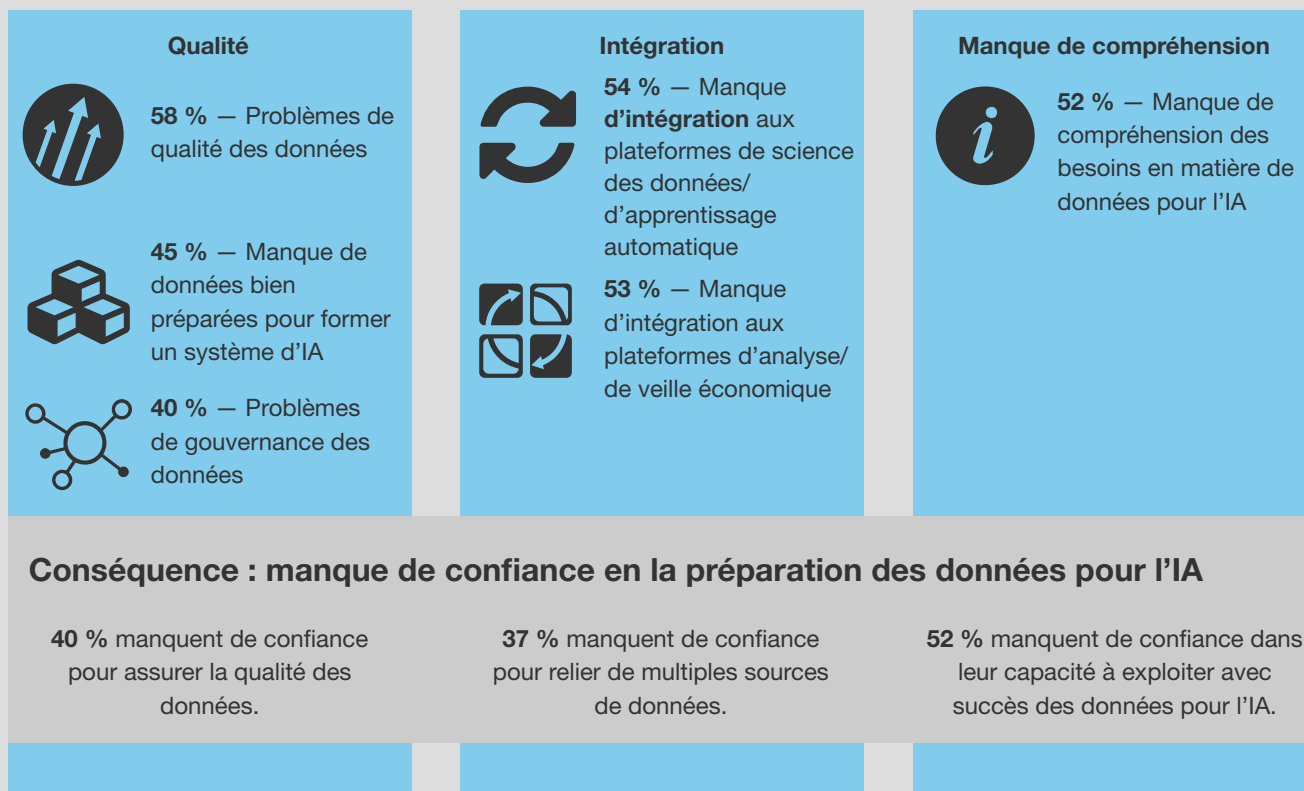 Qualité
58 % — Problèmes de
qualité des données
45 % — Manque de
données bien
préparées pour former
un système d’IA
40 % — Problèmes
de gouvernance des
données
Intégration
54 % — Manque
d’intégration aux
plateformes de science
des données/
d’apprentissage
automatique
53 % — Manque
d’intégration aux
plateformes d’analyse/
de veille économique
Manque de compréhension
i
52 % — Manque de
compréhension des
besoins en matière de
données pour l’IA
Conséquence : manque de confiance en la préparation des données pour l’IA
40 % manquent de confiance
pour assurer la qualité des
données.
37 % manquent de confiance
pour relier de multiples sources
de données.
52 % manquent de confiance dans
leur capacité à exploiter avec
succès des données pour l’IA.